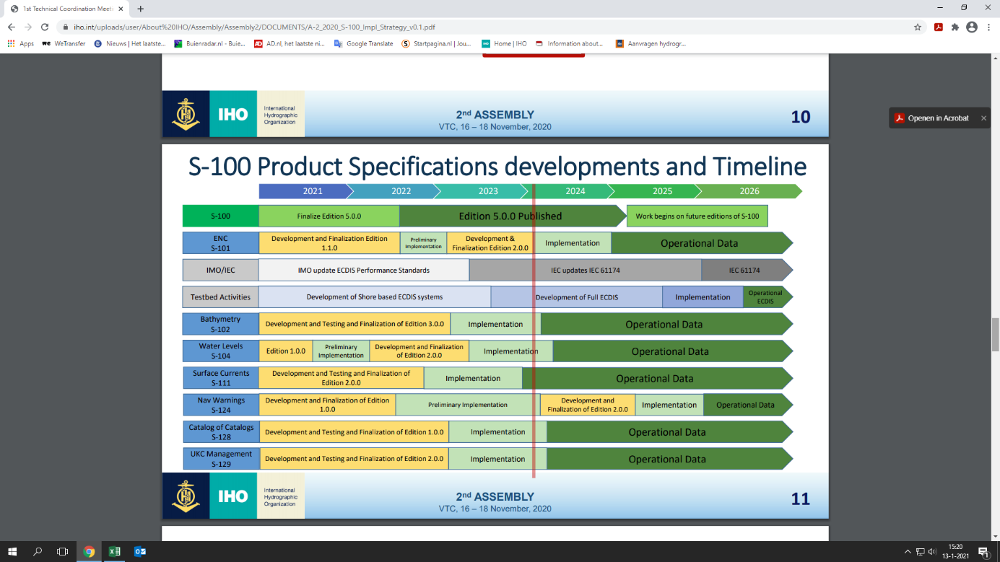 1st Technical Coordination Meet
iho.int/uploads/user/About%20IHO/Assembly/Assembly2/DOCUMENTS/A-2_2020_S-100_Impl_Strategy_v0.1.pdf
Apps
WeTransfer
Nieuws | Het laatste...
Buienradar.nl - Buie...
AD.nl, het laatste ni...
Google Translate
Startpagina.nl | Jou...
Home | IHO
Information about...
Aanvragen hydrogr...
IHO
International
Hydrographic
Organization
2nd ASSEMBLY
VTC, 16 – 18 November, 2020
10
Openen in Acrobat
S-100 Product Specifications developments and Timeline
2021 2022 2023 2024 2025 2026
S-100
Finalize Edition 5.0.0
Edition 5.0.0 Published
Work begins on future editions of S-100
ENC
S-101
Development and Finalization Edition
1.1.0
Preliminary
Implementation
Development &
Finalization Edition 2.0.0
Implementation
Operational Data
IMO/IEC
IMO update ECDIS Performance Standards
IEC updates IEC 61174
IEC 61174
Testbed Activities
Development of Shore based ECDIS systems
Development of Full ECDIS
Implementation
Operational
ECDIS
Bathymetry
S-102
Development and Testing and Finalization of Edition 3.0.0
Implementation
Operational Data
Water Levels
S-104
Edition 1.0.0
Preliminary
Implementation
Development and Finalization
of Edition 2.0.0
Implementation
Operational Data
Surface Currents
S-111
Development and Testing and Finalization of
Edition 2.0.0
Implementation
Operational Data
Nav Warnings
S-124
Development and Finalization of Edition
1.0.0
Preliminary Implementation
Development and
Finalization of Edition 2.0.0
Implementation
Operational Data
Catalog of Catalogs
S-128
Development and Testing and Finalization of Edition 1.0.0
Implementation
Operational Data
UKC Management
S-129
Development and Testing and Finalization of Edition 2.0.0
Implementation
Operational Data
IHO
International
Hydrographic
Organization
2nd ASSEMBLY
VTC, 16 – 18 November, 2020
11
15:20
13-1-2021